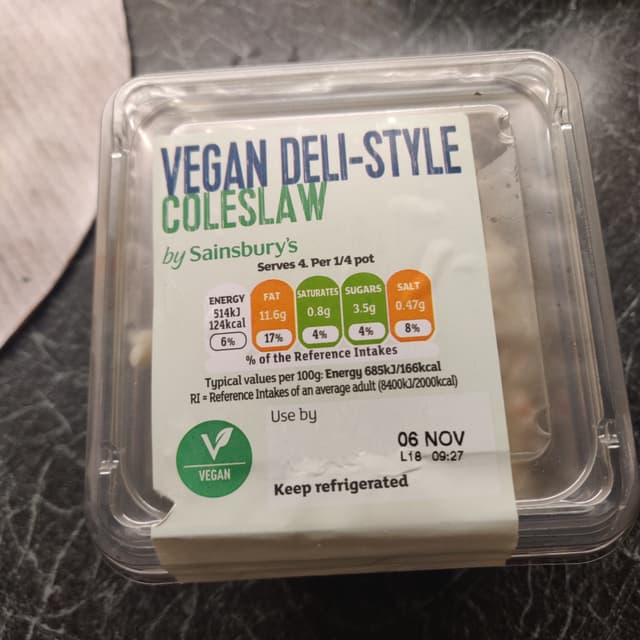 VEGAN DELI-STYLE
COLESLAW
by Sainsbury's
Serves 4. Per 1/4 pot
ENERGY 514kJ 124kcal 6%
FAT 11.6g 17%
SATURATES 0.8g 4%
SUGARS 3.5g 4%
SALT 0.47g 8%
% of the Reference Intakes
Typical values per 100g: Energy 685kJ/166kcal
RI = Reference Intakes of an average adult (8400kJ/2000kcal)
Use by
06 NOV
L18 09:27
V
VEGAN
Keep refrigerated